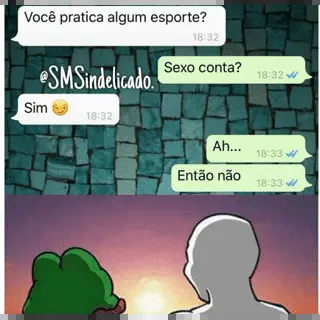 Você pratica algum esporte?
18:32
Sexo conta?
18:32
@SMSindelicado.
Sim 😏
18:32
Ah...
18:33
Então não
18:33